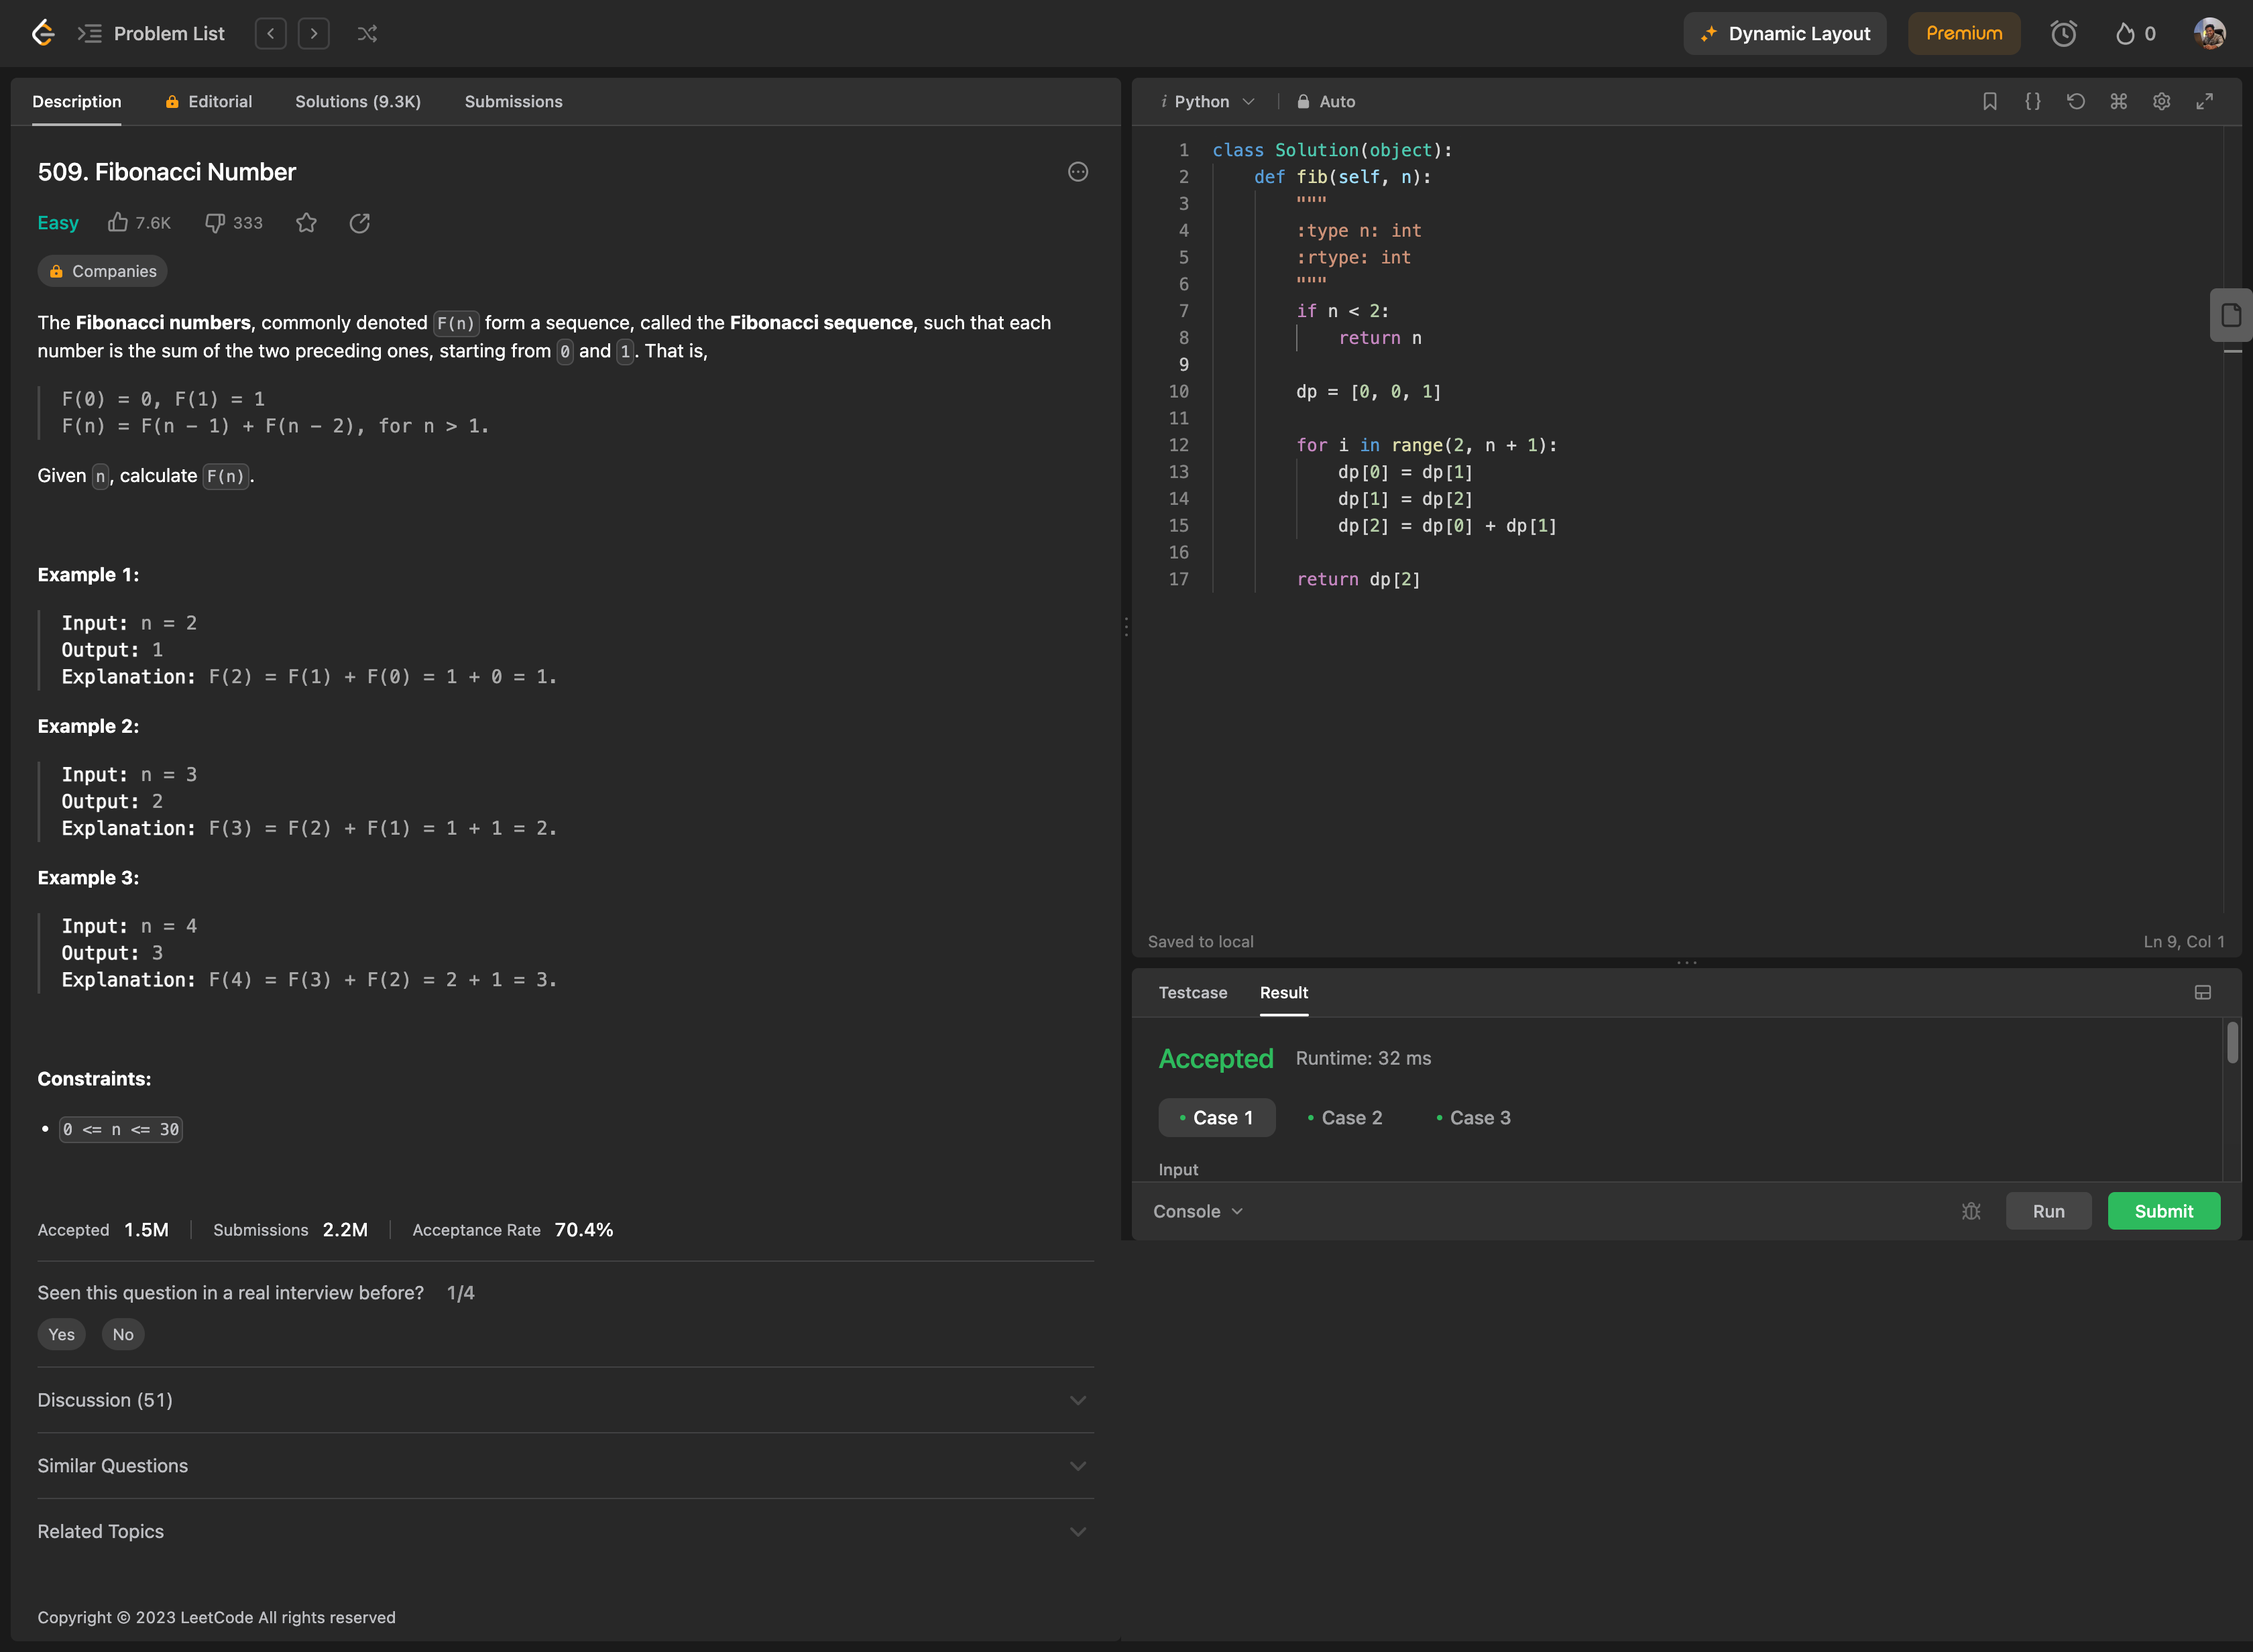 Problem List
Dynamic Layout
Premium
0
Description
Editorial
Solutions (9.3K)
Submissions
509. Fibonacci Number
Easy
7.6K
333
Companies
The Fibonacci numbers, commonly denoted F(n) form a sequence, called the Fibonacci sequence, such that each
number is the sum of the two preceding ones, starting from 0 and 1. That is,
F(0) = 0, F(1) = 1
F(n) = F(n − 1) + F(n − 2), for n > 1.
Given n, calculate F(n).
Example 1:
Input: n = 2
Output: 1
Explanation: F(2) = F(1) + F(0) = 1 + 0 = 1.
Example 2:
Input: n = 3
Output: 2
Explanation: F(3) = F(2) + F(1) = 1 + 1 = 2.
Example 3:
Input: n = 4
Output: 3
Explanation: F(4) = F(3) + F(2) = 2 + 1 = 3.
Constraints:
• 0 <= n <= 30
Accepted 1.5M
Submissions 2.2M
Acceptance Rate 70.4%
Seen this question in a real interview before? 1/4
Yes
No
Discussion (51)
Similar Questions
Related Topics
Copyright © 2023 LeetCode All rights reserved
i Python
Auto
1 class Solution(object):
2     def fib(self, n):
3         """
4         :type n: int
5         :rtype: int
6         """
7         if n < 2:
8             return n
9
10         dp = [0, 0, 1]
11
12         for i in range(2, n + 1):
13             dp[0] = dp[1]
14             dp[1] = dp[2]
15             dp[2] = dp[0] + dp[1]
16
17         return dp[2]
Saved to local
Ln 9, Col 1
Testcase
Result
Accepted
Runtime: 32 ms
• Case 1
• Case 2
• Case 3
Input
Console
Run
Submit